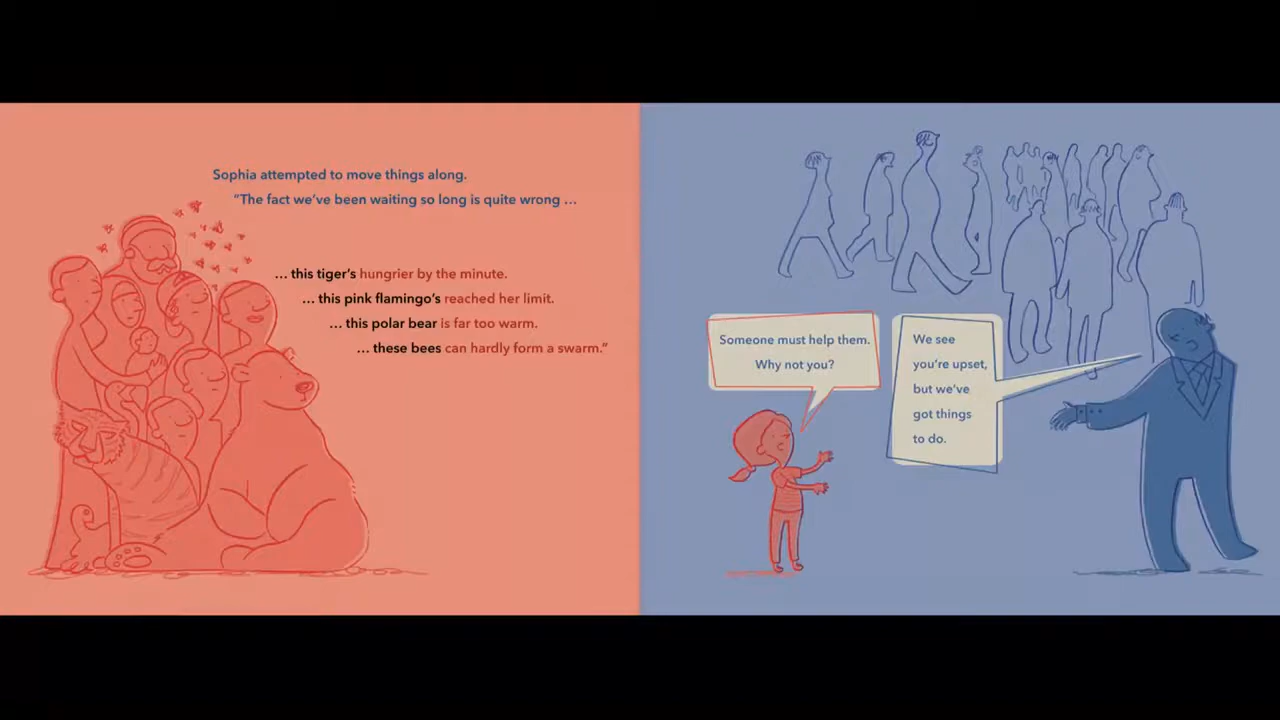 Sophia attempted to move things along.
“The fact we’ve been waiting so long is quite wrong …
… this tiger’s hungrier by the minute.
… this pink flamingo’s reached her limit.
… this polar bear is far too warm.
… these bees can hardly form a swarm.”
Someone must help them.
Why not you?
We see
you’re upset,
but we’ve
got things
to do.